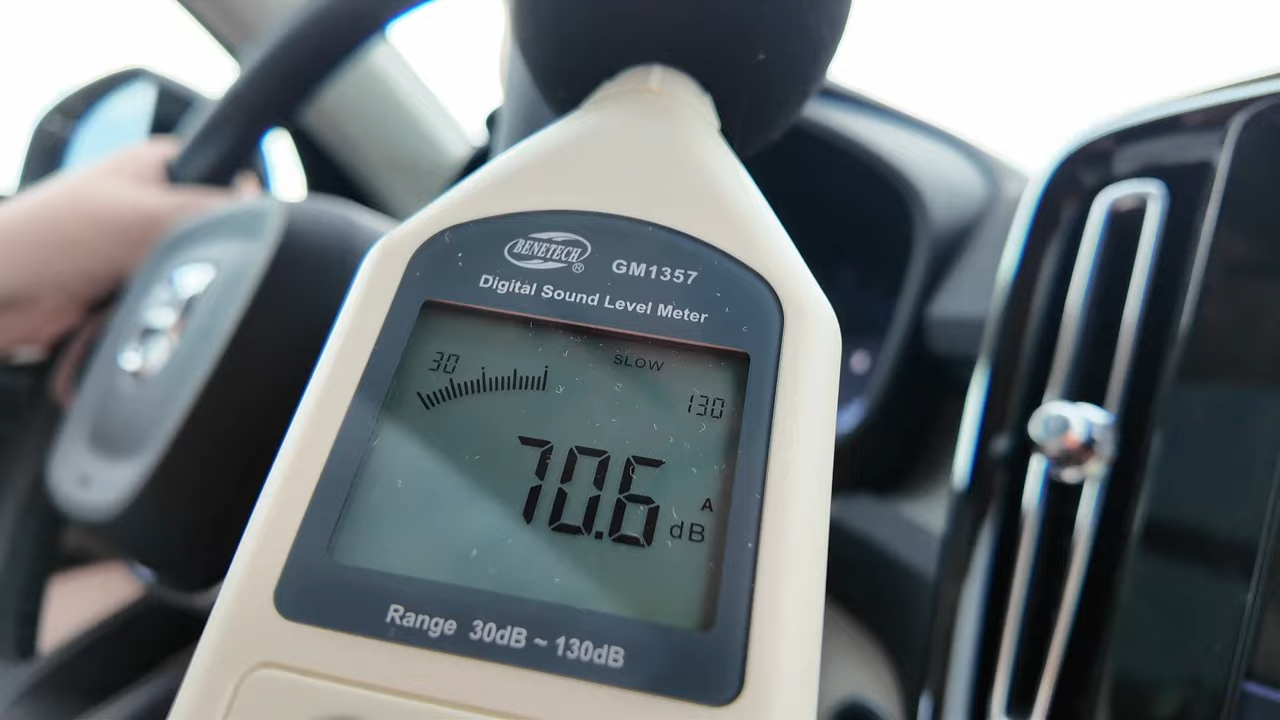 BENETECH ®
GM1357
Digital Sound Level Meter
30
SLOW
130
70.6
A
dB
Range 30dB ~ 130dB